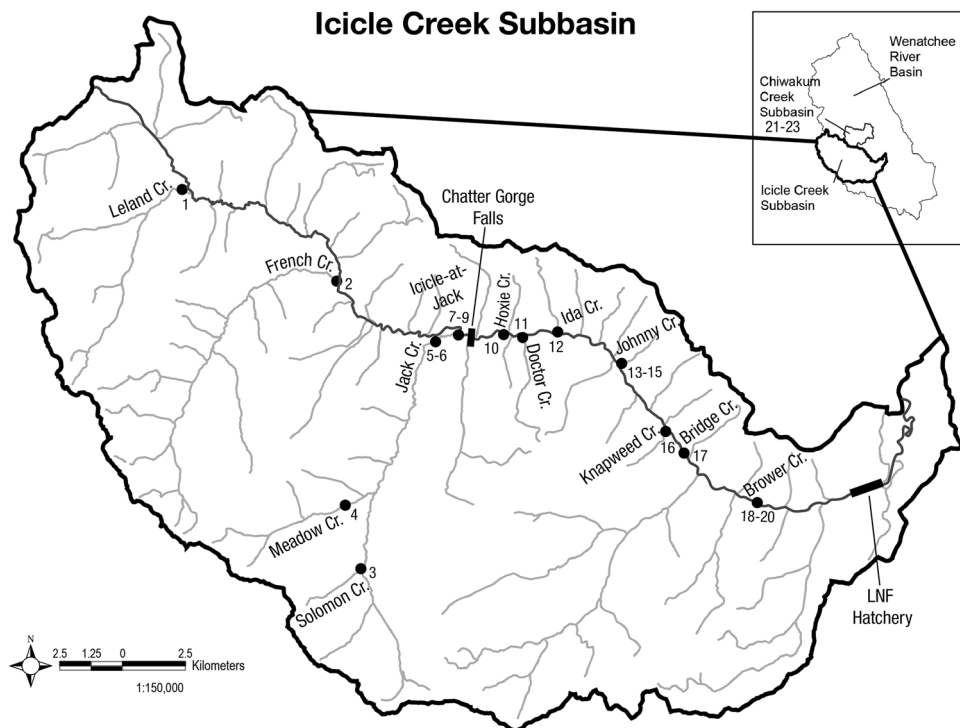 Icicle Creek Subbasin
Wenatchee
River
Basin
Chiwakum
Creek
Subbasin
21-23
Icicle Creek
Subbasin
Leland Cr.
1
French Cr.
2
Chatter Gorge
Falls
Icicle-at-
Jack
7-9
Jack Cr.
5-6
Hoxie Cr.
10
11
Doctor Cr.
Ida Cr.
12
Johnny Cr.
13-15
Knapweed Cr.
16
Bridge Cr.
17
Brower Cr.
18-20
Meadow Cr.
4
Solomon Cr.
3
LNF
Hatchery
N
2.5 1.25 0 2.5
Kilometers
1:150,000